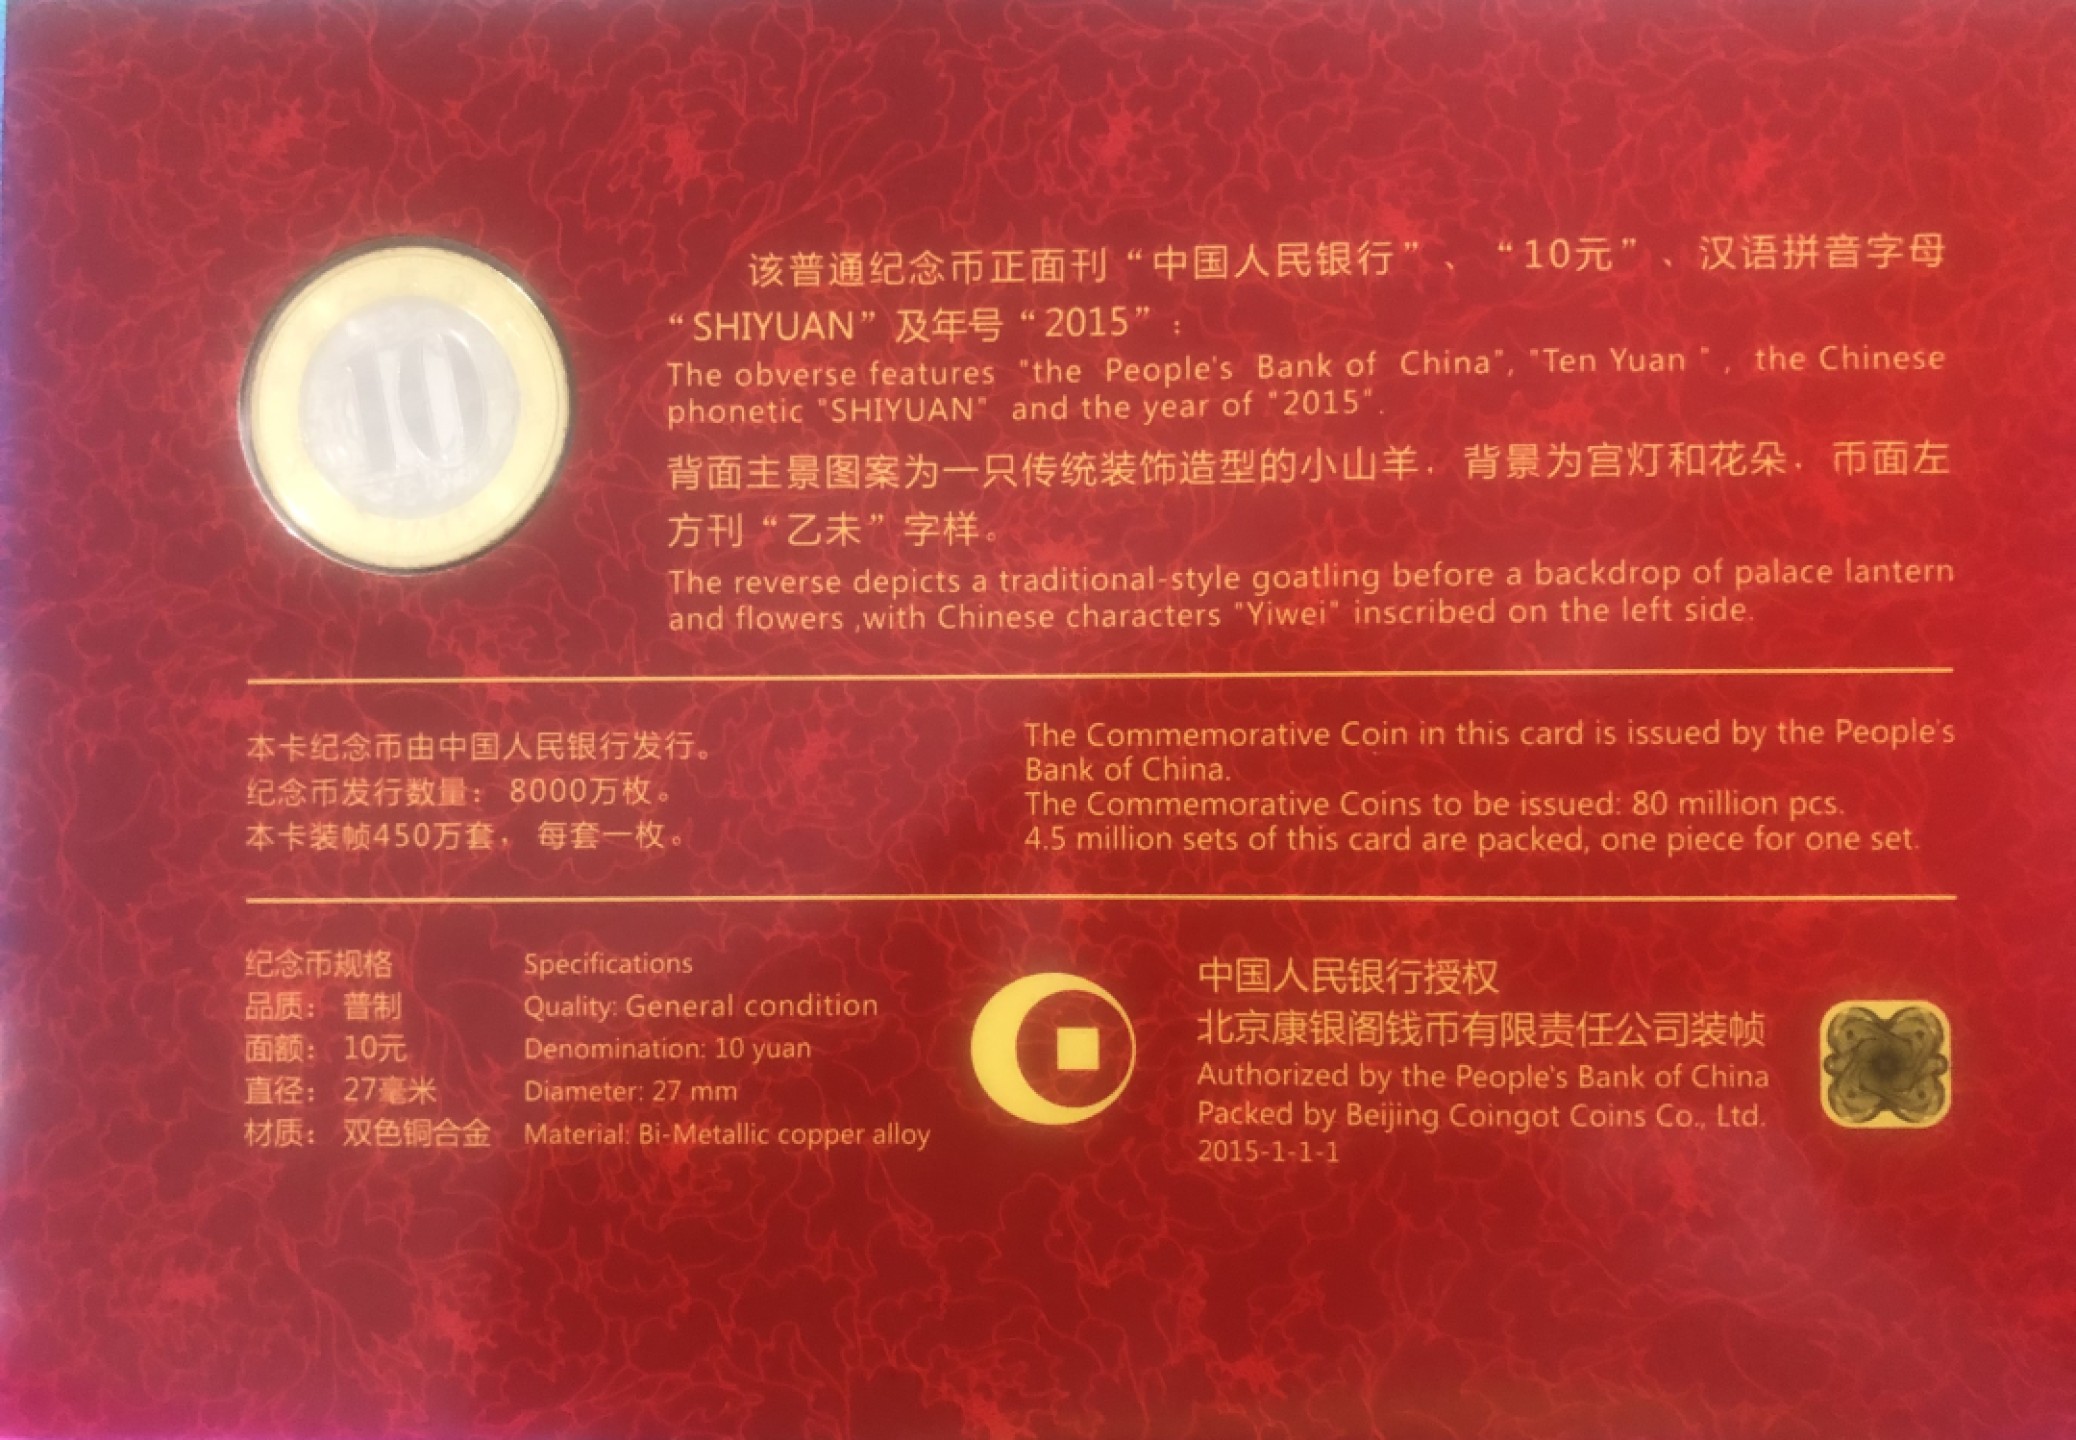 10
该普通纪念币正面刊“中国人民银行”、“10元”、汉语拼音字母
“SHIYUAN”及年号“2015”；
The obverse features "the People's Bank of China", "Ten Yuan ", the Chinese
phonetic "SHIYUAN" and the year of "2015".
背面主景图案为一只传统装饰造型的小山羊，背景为宫灯和花朵，币面左
方刊“乙未”字样。
The reverse depicts a traditional-style goatling before a backdrop of palace lantern
and flowers ,with Chinese characters "Yiwei" inscribed on the left side.
本卡纪念币由中国人民银行发行。
纪念币发行数量：8000万枚。
本卡装帧450万套，每套一枚。
The Commemorative Coin in this card is issued by the People's
Bank of China.
The Commemorative Coins to be issued: 80 million pcs.
4.5 million sets of this card are packed, one piece for one set.
纪念币规格
品质：普制
面额：10元
直径：27毫米
材质：双色铜合金
Specifications
Quality: General condition
Denomination: 10 yuan
Diameter: 27 mm
Material: Bi-Metallic copper alloy
中国人民银行授权
北京康银阁钱币有限责任公司装帧
Authorized by the People's Bank of China
Packed by Beijing Coingot Coins Co., Ltd.
2015-1-1-1